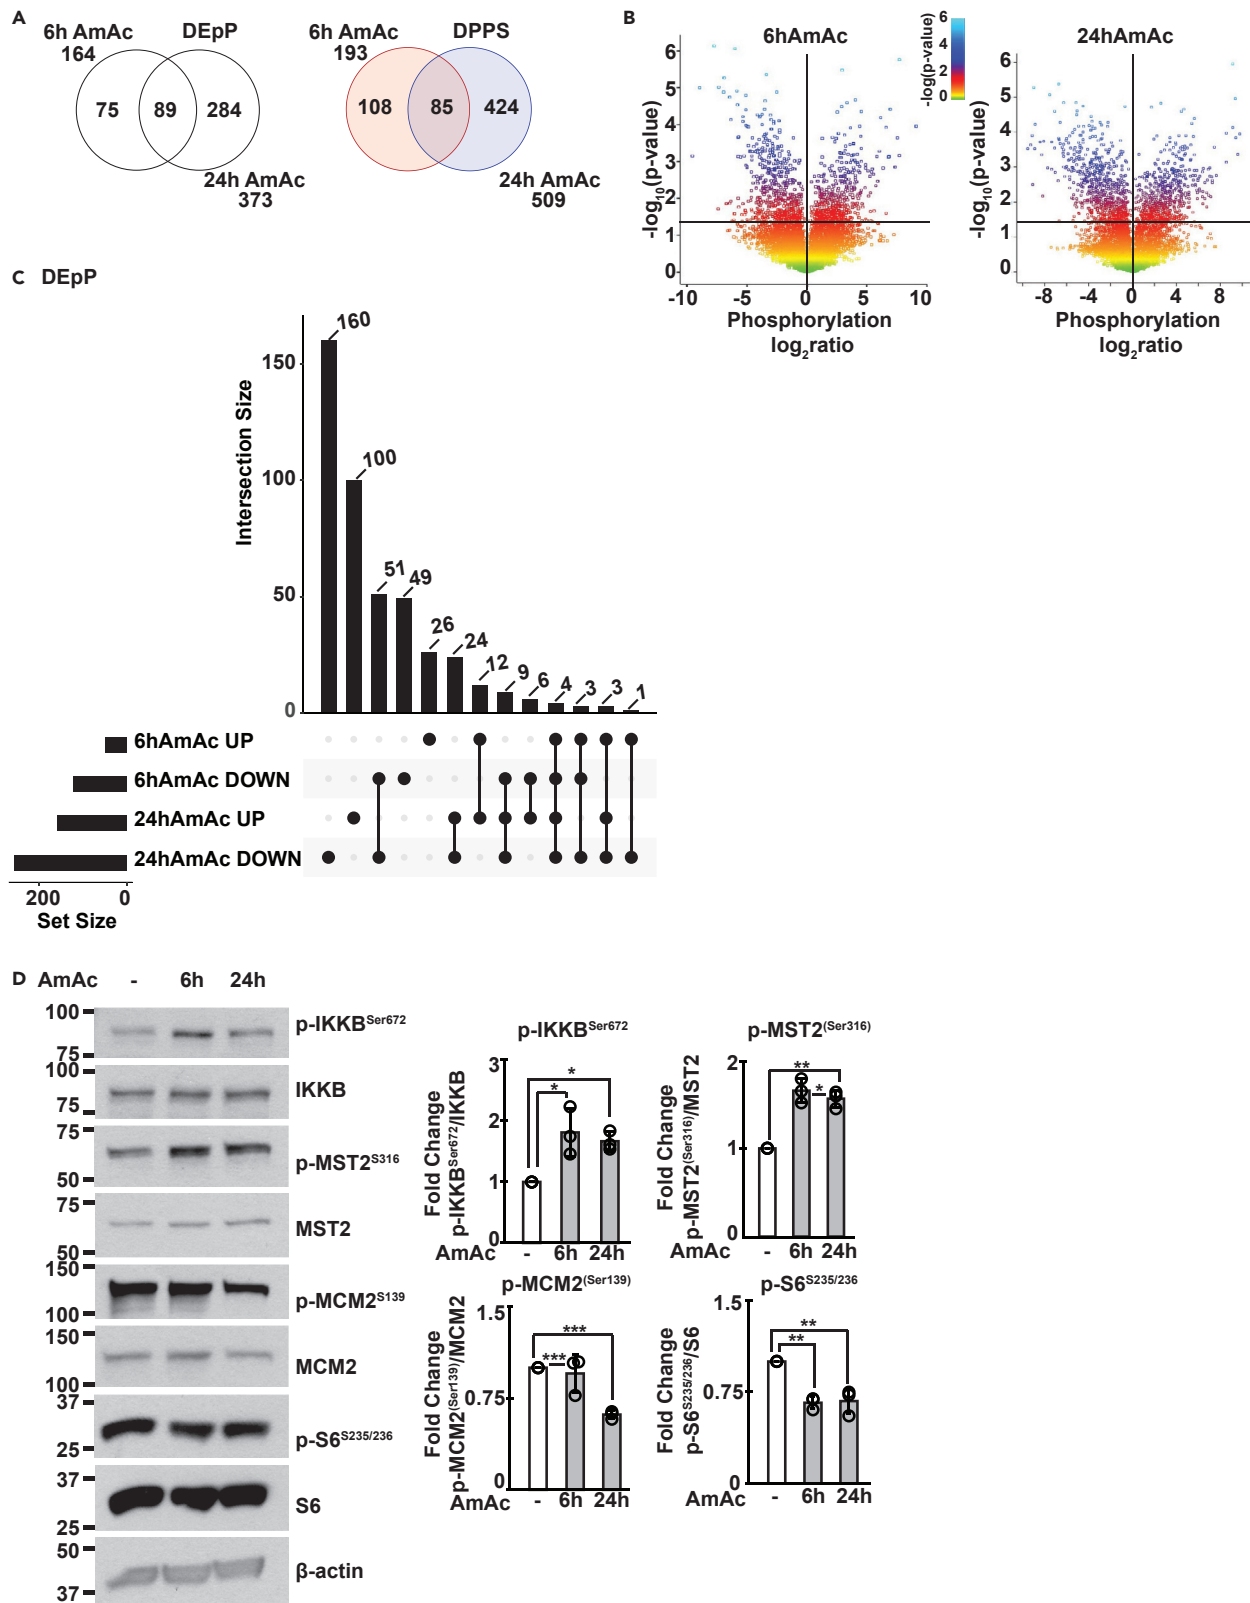 A
6h AmAc
164
DEpP
75
89
284
24h AmAc
373
6h AmAc
193
DPPS
108
85
424
24h AmAc
509
B
6hAmAc
-log₁₀(p-value)
6
5
4
3
2
1
0
-10
-5
0
5
10
Phosphorylation
log₂ratio
6
4
2
0
-log(p-value)
24hAmAc
-log₁₀(p-value)
6
5
4
3
2
1
0
-8
-4
0
4
8
Phosphorylation
log₂ratio
C DEpP
Intersection Size
150
100
50
0
160
100
51
49
26
24
12
9
6
4
3
3
1
6hAmAc UP
6hAmAc DOWN
24hAmAc UP
24hAmAc DOWN
200
0
Set Size
D AmAc - 6h 24h
100
75
p-IKKB^Ser672
100
75
IKKB
75
50
p-MST2^S316
75
50
MST2
150
100
p-MCM2^S139
150
100
MCM2
37
25
p-S6^S235/236
37
25
S6
50
37
β-actin
p-IKKB^Ser672
Fold Change
p-IKKB^Ser672/IKKB
3
2
1
0
*
*
AmAc - 6h 24h
p-MST2^(Ser316)
Fold Change
p-MST2^(Ser316)/MST2
2
1
0
**
*
AmAc - 6h 24h
p-MCM2^(Ser139)
Fold Change
p-MCM2^(Ser139)/MCM2
1.5
0.75
0
***
***
AmAc - 6h 24h
p-S6^S235/236
Fold Change
p-S6^S235/236/S6
1.5
0.75
0
**
**
AmAc - 6h 24h